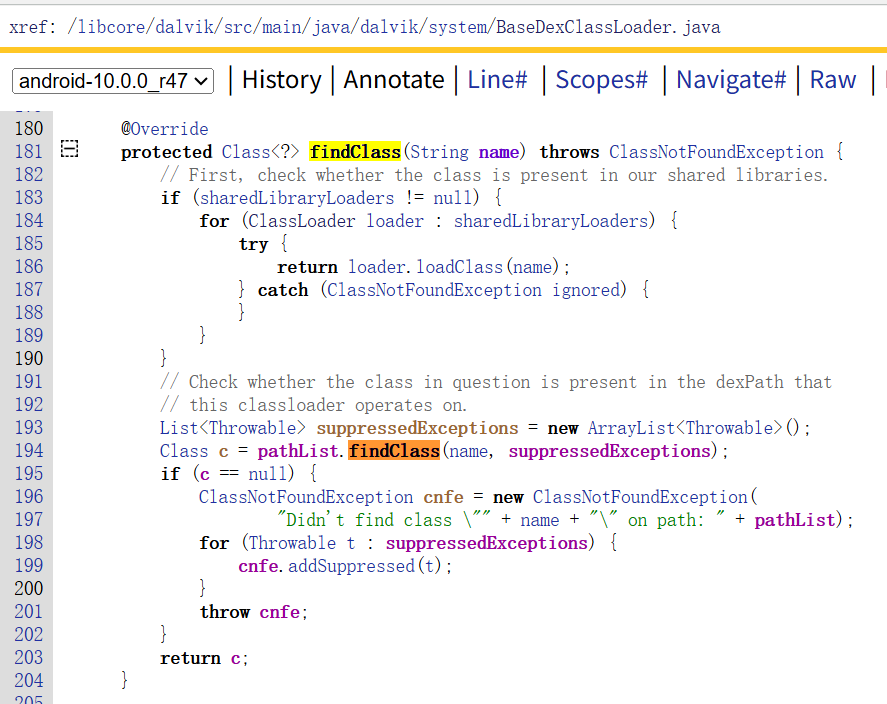 xref: /libcore/dalvik/src/main/java/dalvik/system/BaseDexClassLoader.java
android-10.0.0_r47 | History | Annotate | Line# | Scopes# | Navigate# | Raw |
180 @Override
181 protected Class<?> findClass(String name) throws ClassNotFoundException {
182 // First, check whether the class is present in our shared libraries.
183 if (sharedLibraryLoaders != null) {
184 for (ClassLoader loader : sharedLibraryLoaders) {
185 try {
186 return loader.loadClass(name);
187 } catch (ClassNotFoundException ignored) {
188 }
189 }
190 }
191 // Check whether the class in question is present in the dexPath that
192 // this classloader operates on.
193 List<Throwable> suppressedExceptions = new ArrayList<Throwable>();
194 Class c = pathList.findClass(name, suppressedExceptions);
195 if (c == null) {
196 ClassNotFoundException cnfe = new ClassNotFoundException(
197 "Didn't find class \"" + name + "\" on path: " + pathList);
198 for (Throwable t : suppressedExceptions) {
199 cnfe.addSuppressed(t);
200 }
201 throw cnfe;
202 }
203 return c;
204 }